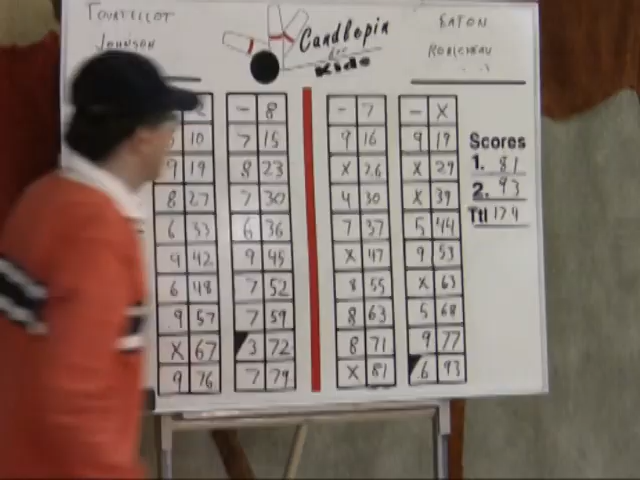 TOURTELLOT
JOHNSON
Candlepin
for
Kids
EATON
ROBICHEAU
2 - 8 - 7 - X
10 7 15 9 16 9 19
9 19 8 23 X 26 X 29
8 27 7 30 4 30 X 39
6 33 6 36 7 37 5 44
9 42 9 45 X 47 9 53
6 48 7 52 8 55 X 63
9 57 7 59 8 63 5 68
X 67 3 72 8 71 9 77
9 76 7 79 X 81 6 93
Scores
1. 81
2. 93
Ttl 174